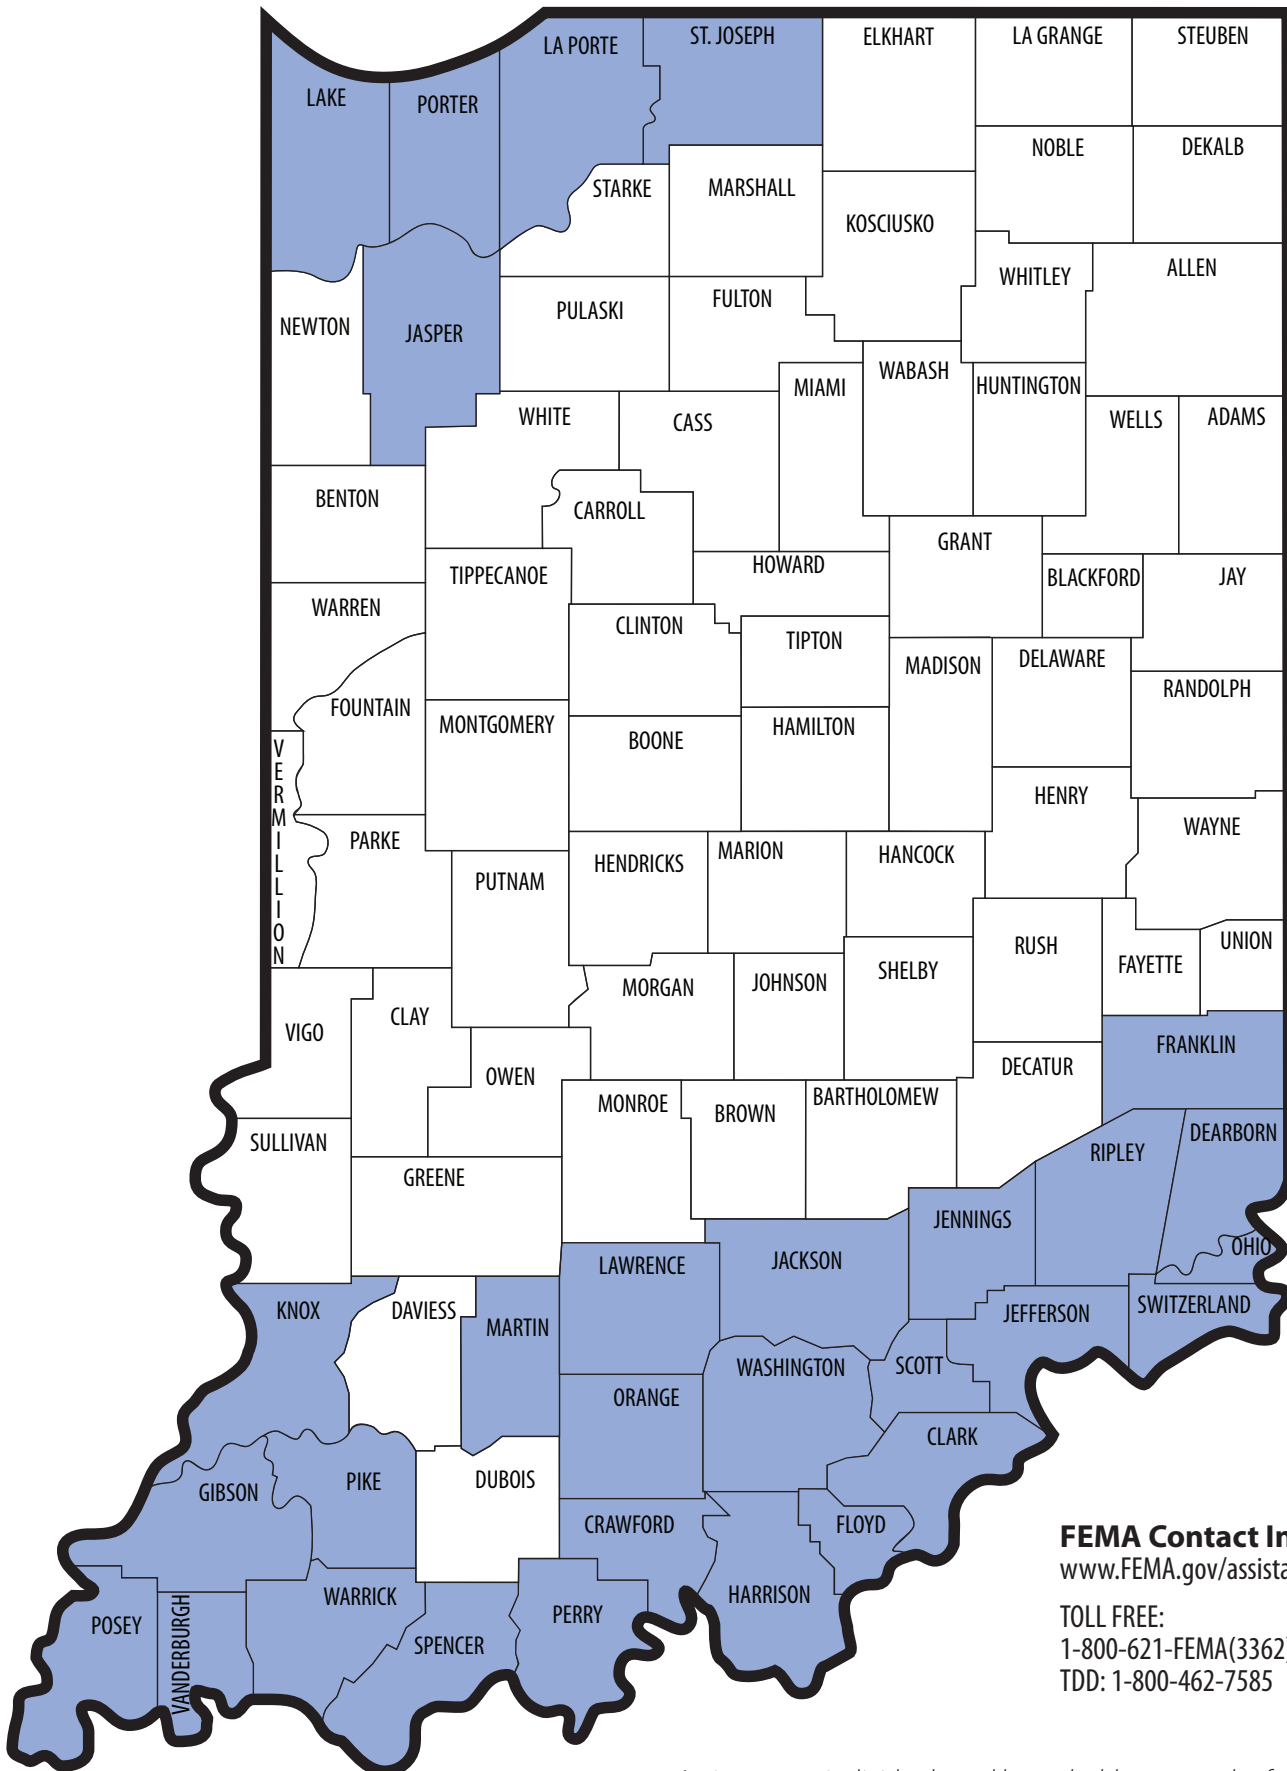 ST. JOSEPH
ELKHART
LA GRANGE
STEUBEN
LA PORTE
LAKE
PORTER
NOBLE
DEKALB
STARKE
MARSHALL
KOSCIUSKO
WHITLEY
ALLEN
NEWTON
JASPER
PULASKI
FULTON
MIAMI
WABASH
HUNTINGTON
WHITE
CASS
WELLS
ADAMS
BENTON
CARROLL
GRANT
TIPPECANOE
HOWARD
BLACKFORD
JAY
WARREN
CLINTON
TIPTON
MADISON
DELAWARE
RANDOLPH
FOUNTAIN
MONTGOMERY
BOONE
HAMILTON
VERMILLION
HENRY
WAYNE
PARKE
PUTNAM
HENDRICKS
MARION
HANCOCK
RUSH
FAYETTE
UNION
MORGAN
JOHNSON
SHELBY
VIGO
CLAY
OWEN
FRANKLIN
DECATUR
MONROE
BROWN
BARTHOLOMEW
SULLIVAN
GREENE
RIPLEY
DEARBORN
JENNINGS
OHIO
LAWRENCE
JACKSON
KNOX
DAVIESS
MARTIN
JEFFERSON
SWITZERLAND
WASHINGTON
SCOTT
ORANGE
CLARK
GIBSON
PIKE
DUBOIS
CRAWFORD
FLOYD
HARRISON
POSEY
VANDERBURGH
WARRICK
SPENCER
PERRY
FEMA Contact In
www.FEMA.gov/assista
TOLL FREE:
1-800-621-FEMA(3362)
TDD: 1-800-462-7585